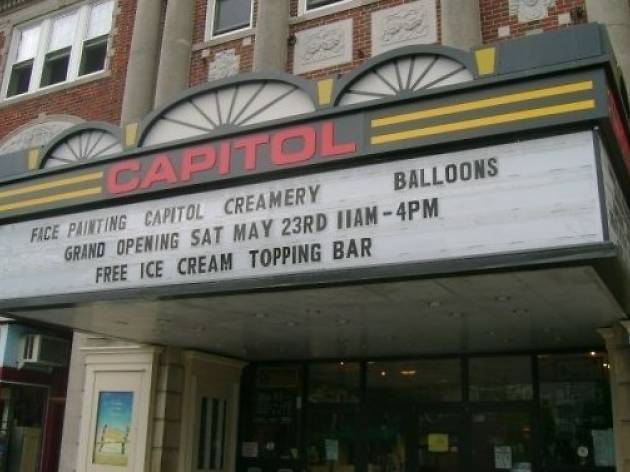 CAPITOL
FACE PAINTING CAPITOL CREAMERY BALLOONS
GRAND OPENING SAT MAY 23RD 11AM-4PM
FREE ICE CREAM TOPPING BAR